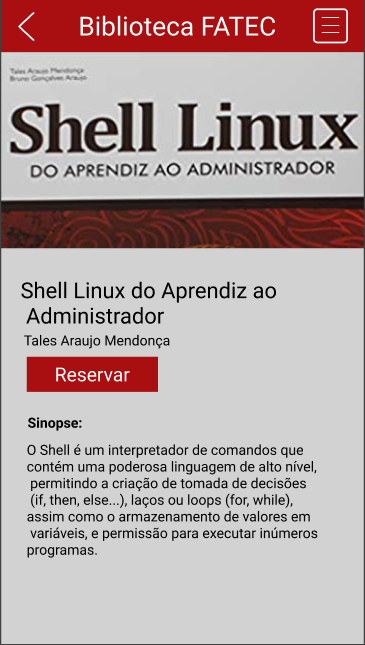 Biblioteca FATEC
Tales Araujo Mendonça
Bruno Gonçalves Araujo
Shell Linux
DO APRENDIZ AO ADMINISTRADOR
Shell Linux do Aprendiz ao
Administrador
Tales Araujo Mendonça
Reservar
Sinopse:
O Shell é um interpretador de comandos que
contém uma poderosa linguagem de alto nível,
permitindo a criação de tomada de decisões
(if, then, else...), laços ou loops (for, while),
assim como o armazenamento de valores em
variáveis, e permissão para executar inúmeros
programas.